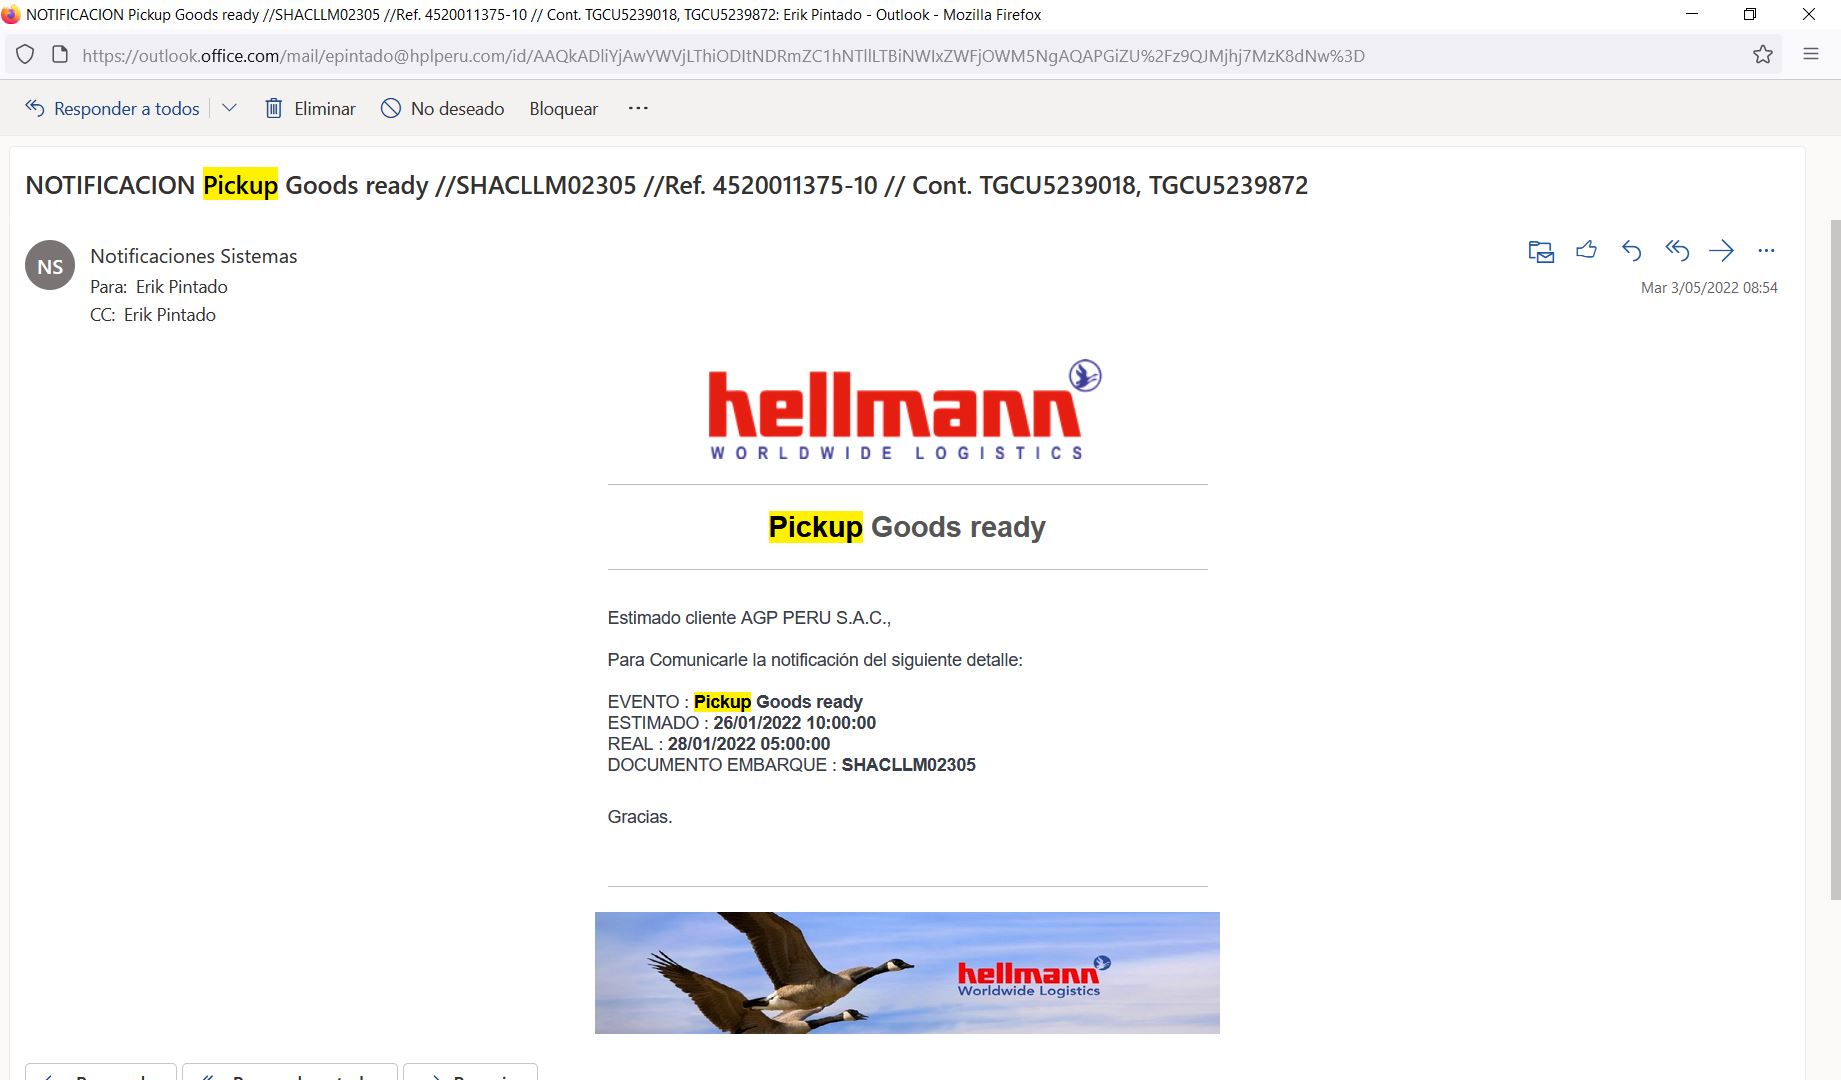 NOTIFICACION Pickup Goods ready //SHACLLM02305 //Ref. 4520011375-10 // Cont. TGCU5239018, TGCU5239872: Erik Pintado - Outlook - Mozilla Firefox
https://outlook.office.com/mail/epintado@hplperu.com/id/AAQkADliYjAwYWVjLThiODItNDRmZC1hNTllLTBiNWIxZWFjOWM5NgAQAPGiZU%2Fz9QJMjhj7MzK8dNw%3D
Responder a todos Eliminar No deseado Bloquear ...
NOTIFICACION Pickup Goods ready //SHACLLM02305 //Ref. 4520011375-10 // Cont. TGCU5239018, TGCU5239872
NS
Notificaciones Sistemas
Para: Erik Pintado
CC: Erik Pintado
Mar 3/05/2022 08:54
hellmann
WORLDWIDE LOGISTICS
Pickup Goods ready
Estimado cliente AGP PERU S.A.C.,
Para Comunicarle la notificación del siguiente detalle:
EVENTO : Pickup Goods ready
ESTIMADO : 26/01/2022 10:00:00
REAL : 28/01/2022 05:00:00
DOCUMENTO EMBARQUE : SHACLLM02305
Gracias.
hellmann
Worldwide Logistics